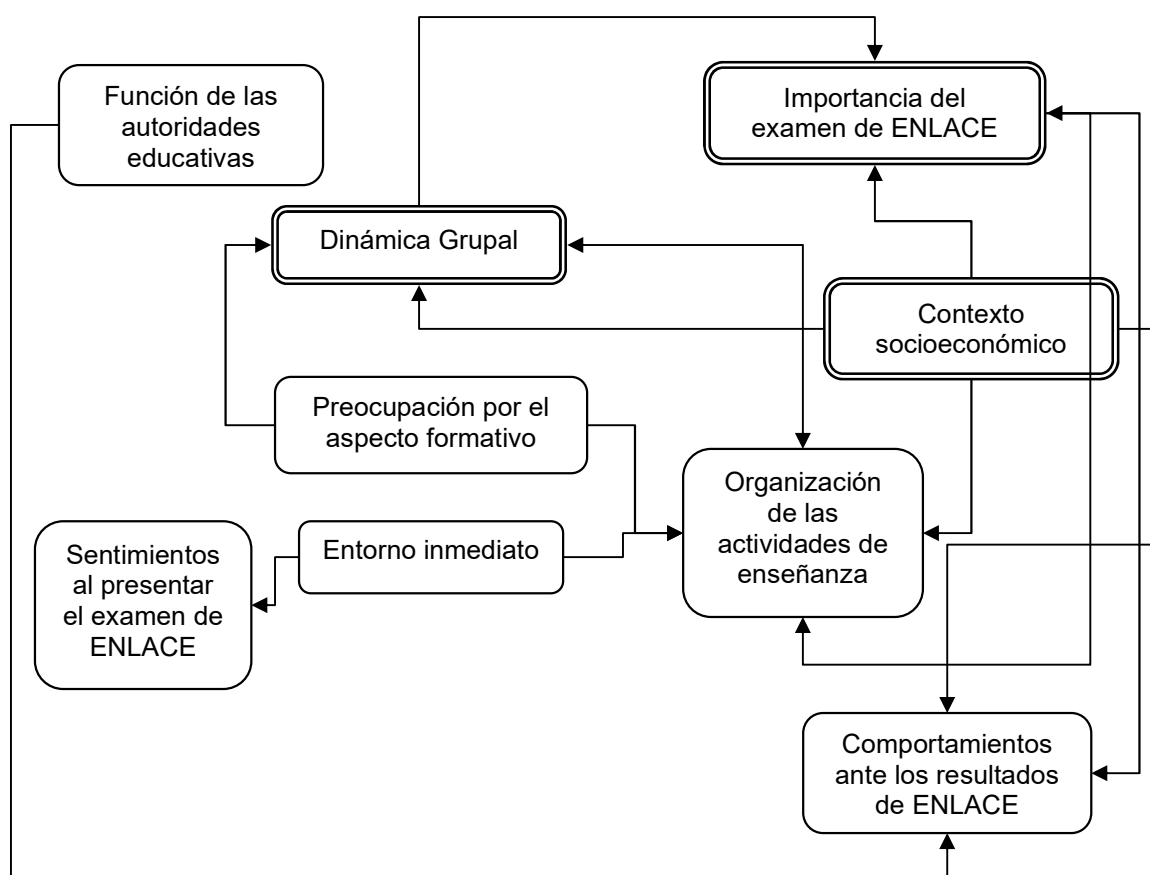 Función de las
autoridades
educativas
Importancia del
examen de ENLACE
Dinámica Grupal
Contexto
socioeconómico
Preocupación por el
aspecto formativo
Organización
de las
actividades de
enseñanza
Entorno inmediato
Sentimientos
al presentar
el examen de
ENLACE
Comportamientos
ante los resultados
de ENLACE